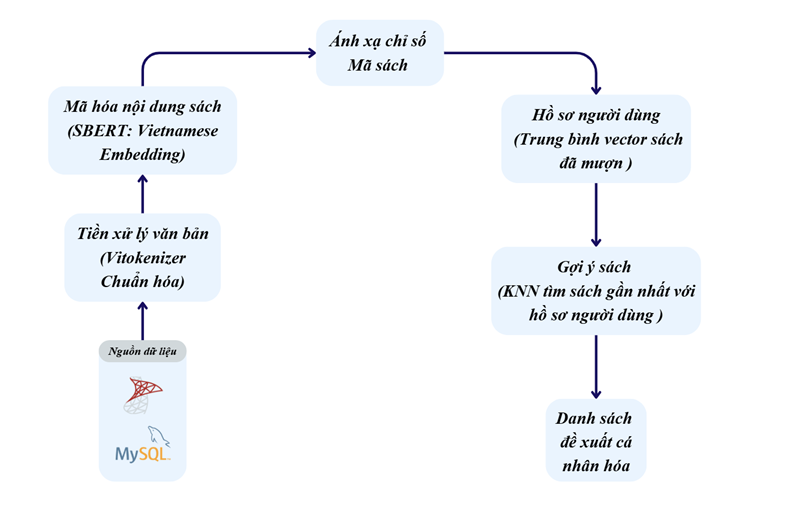 Ánh xạ chỉ số
Mã sách
Mã hóa nội dung sách
(SBERT: Vietnamese
Embedding)
Hồ sơ người dùng
(Trung bình vector sách
đã mượn )
Tiền xử lý văn bản
(Vitokenizer
Chuẩn hóa)
Gợi ý sách
(KNN tìm sách gần nhất với
hồ sơ người dùng )
Nguồn dữ liệu
MySQL
Danh sách
đề xuất cá
nhân hóa